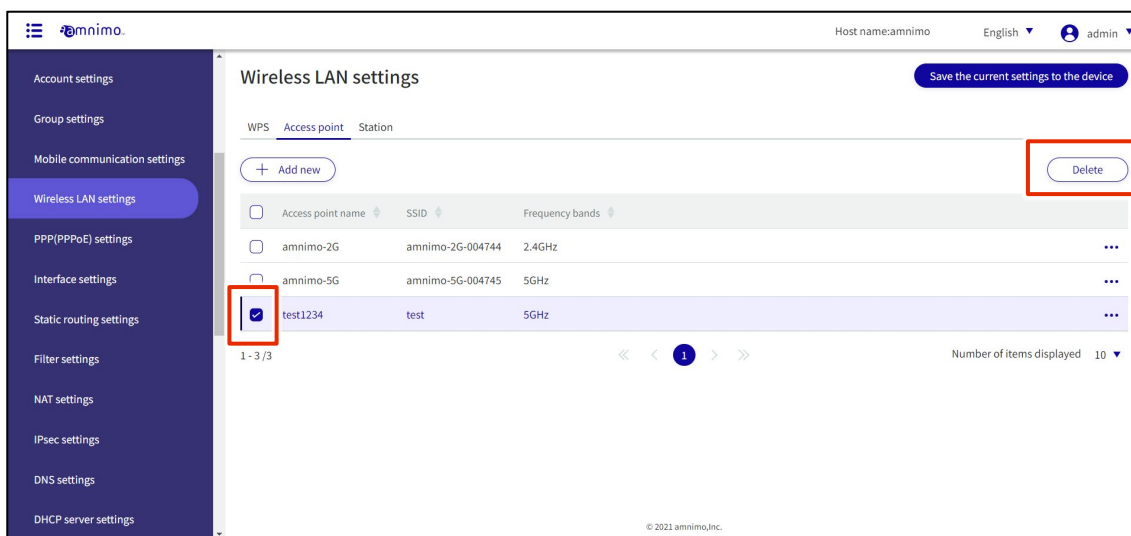 amnimo
Host name:amnimo English admin
Account settings
Group settings
Mobile communication settings
Wireless LAN settings
PPP(PPPoE) settings
Interface settings
Static routing settings
Filter settings
NAT settings
IPsec settings
DNS settings
DHCP server settings
Wireless LAN settings
Save the current settings to the device
WPS Access point Station
+ Add new
Delete
Access point name SSID Frequency bands
amnimo-2G amnimo-2G-004744 2.4GHz •••
amnimo-5G amnimo-5G-004745 5GHz •••
test1234 test 5GHz •••
1 - 3 /3 « < 1 > » Number of items displayed 10
© 2021 amnimo,Inc.